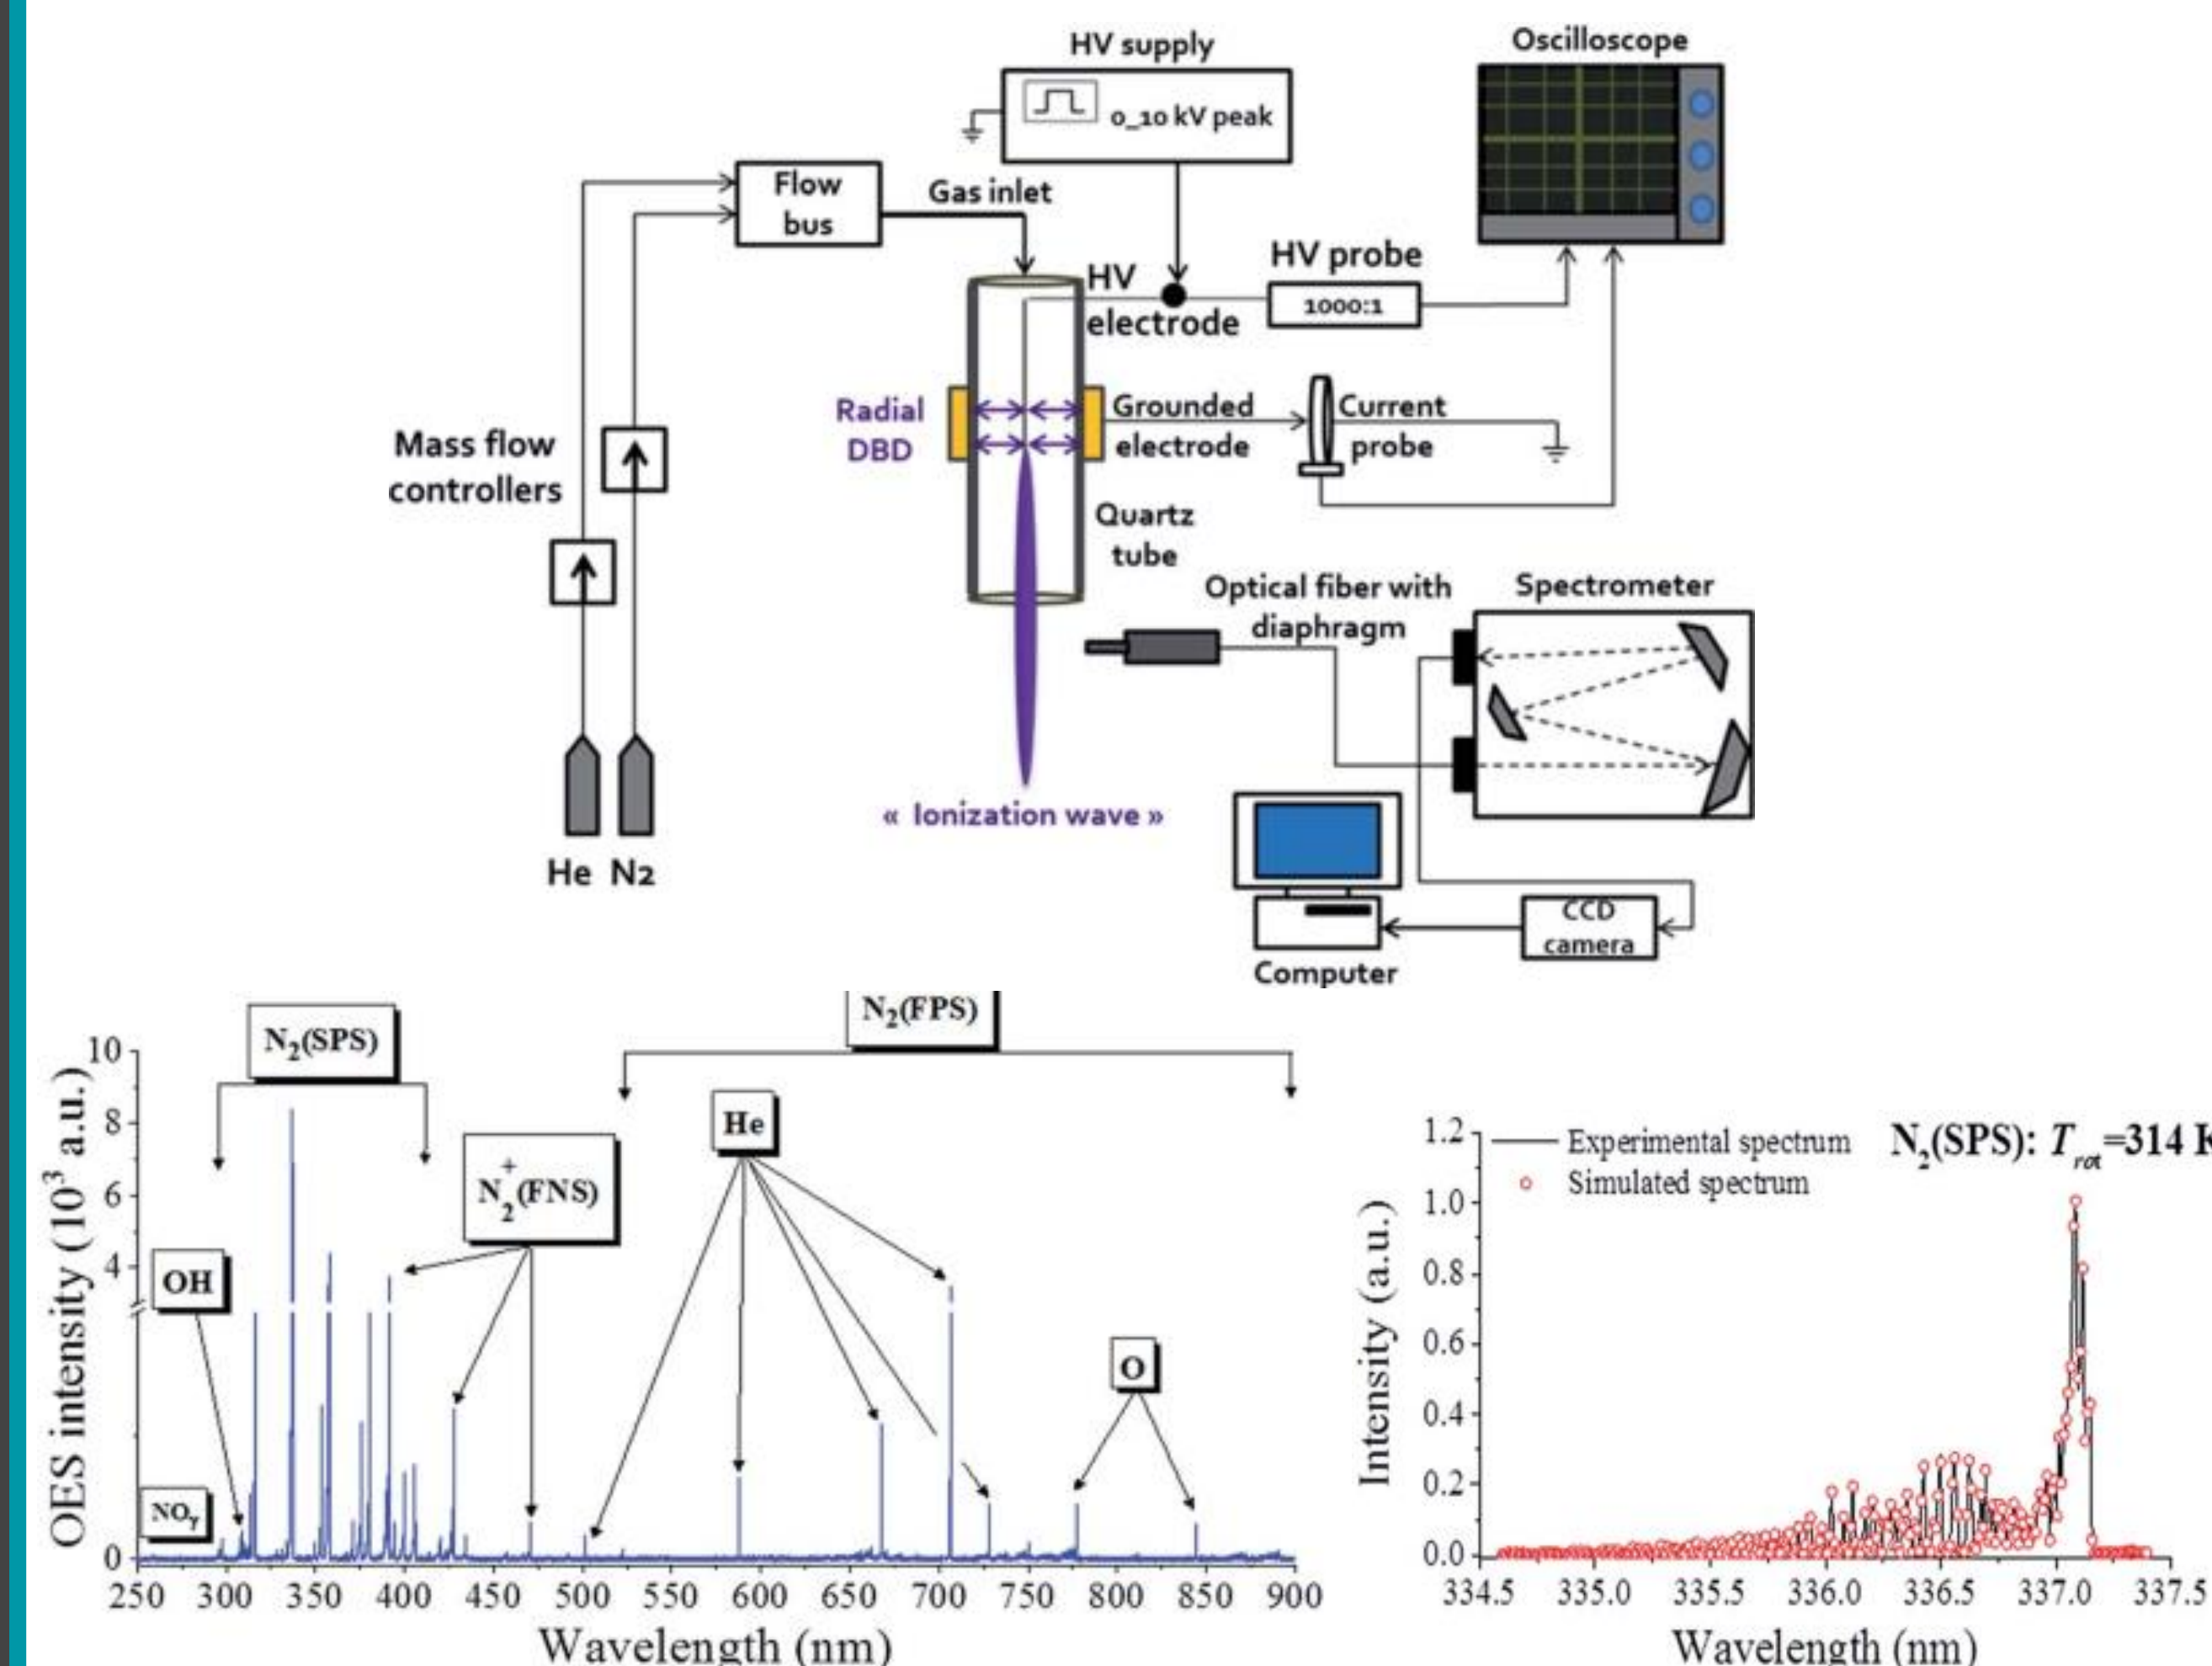 HV supply
0_10 kV peak
Oscilloscope
Flow
bus
Gas inlet
HV
electrode
HV probe
1000:1
Radial
DBD
Grounded
electrode
Current
probe
Mass flow
controllers
Quartz
tube
Optical fiber with
diaphragm
Spectrometer
« Ionization wave »
He N2
CCD
camera
Computer
N₂(SPS)
N₂(FPS)
He
N₂⁺(FNS)
OH
NOγ
O
OES intensity (10³ a.u.)
10
8
6
4
0
250 300 350 400 450 500 550 600 650 700 750 800 850 900
Wavelength (nm)
Experimental spectrum
Simulated spectrum
N₂(SPS): Trot=314 K
Intensity (a.u.)
1.2
1.0
0.8
0.6
0.4
0.2
0.0
334.5 335.0 335.5 336.0 336.5 337.0 337.5
Wavelength (nm)